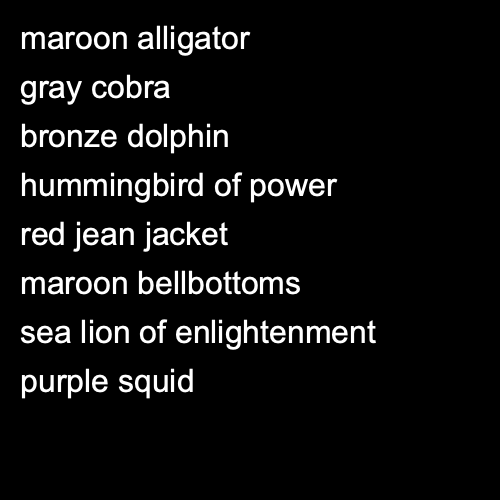 maroon alligator
gray cobra
bronze dolphin
hummingbird of power
red jean jacket
maroon bellbottoms
sea lion of enlightenment
purple squid